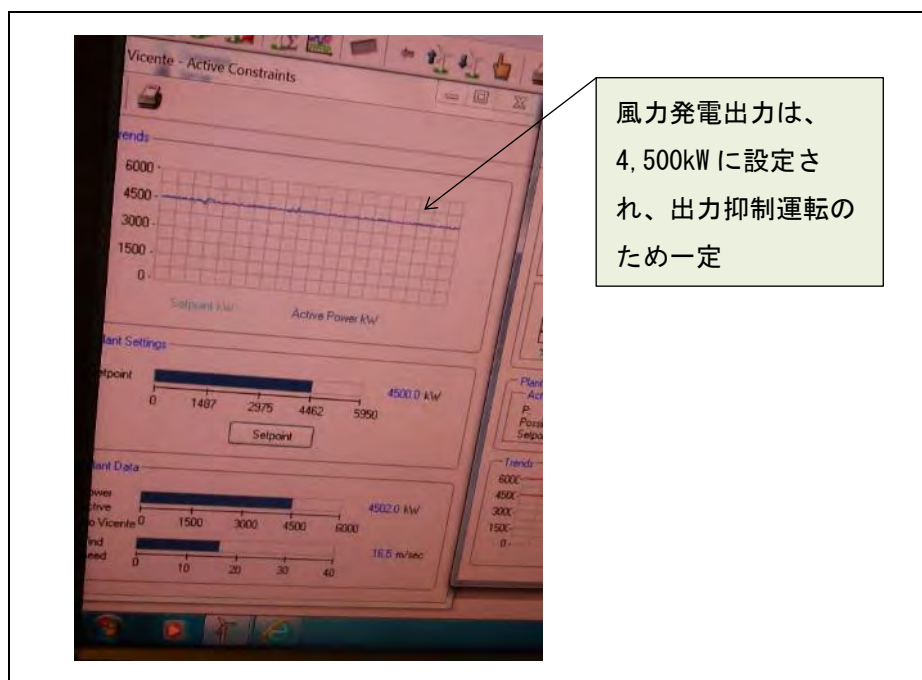 Vicente - Active Constraints
rends
6000
4500
3000
1500
0
Setpoint kW Active Power kW
lant Settings
etpoint
4500.0 kW
0 1487 2975 4462 5950
Setpoint
lant Data
ower
ctive
o Vicente
4502.0 kW
0 1500 3000 4500 6000
ind
eed
16.5 m/sec
0 10 20 30 40
Plant
P:
Possi
Setpo
Trends
6000
4500
3000
1500
0
風力発電出力は、
4,500kW に設定さ
れ、出力抑制運転の
ため一定